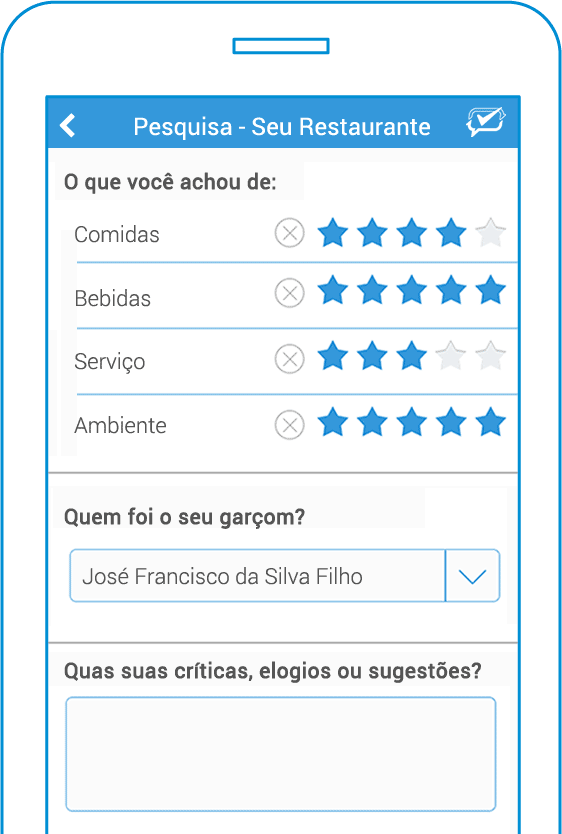 Pesquisa - Seu Restaurante
O que você achou de:
Comidas
Bebidas
Serviço
Ambiente
Quem foi o seu garçom?
José Francisco da Silva Filho
Quas suas críticas, elogios ou sugestões?